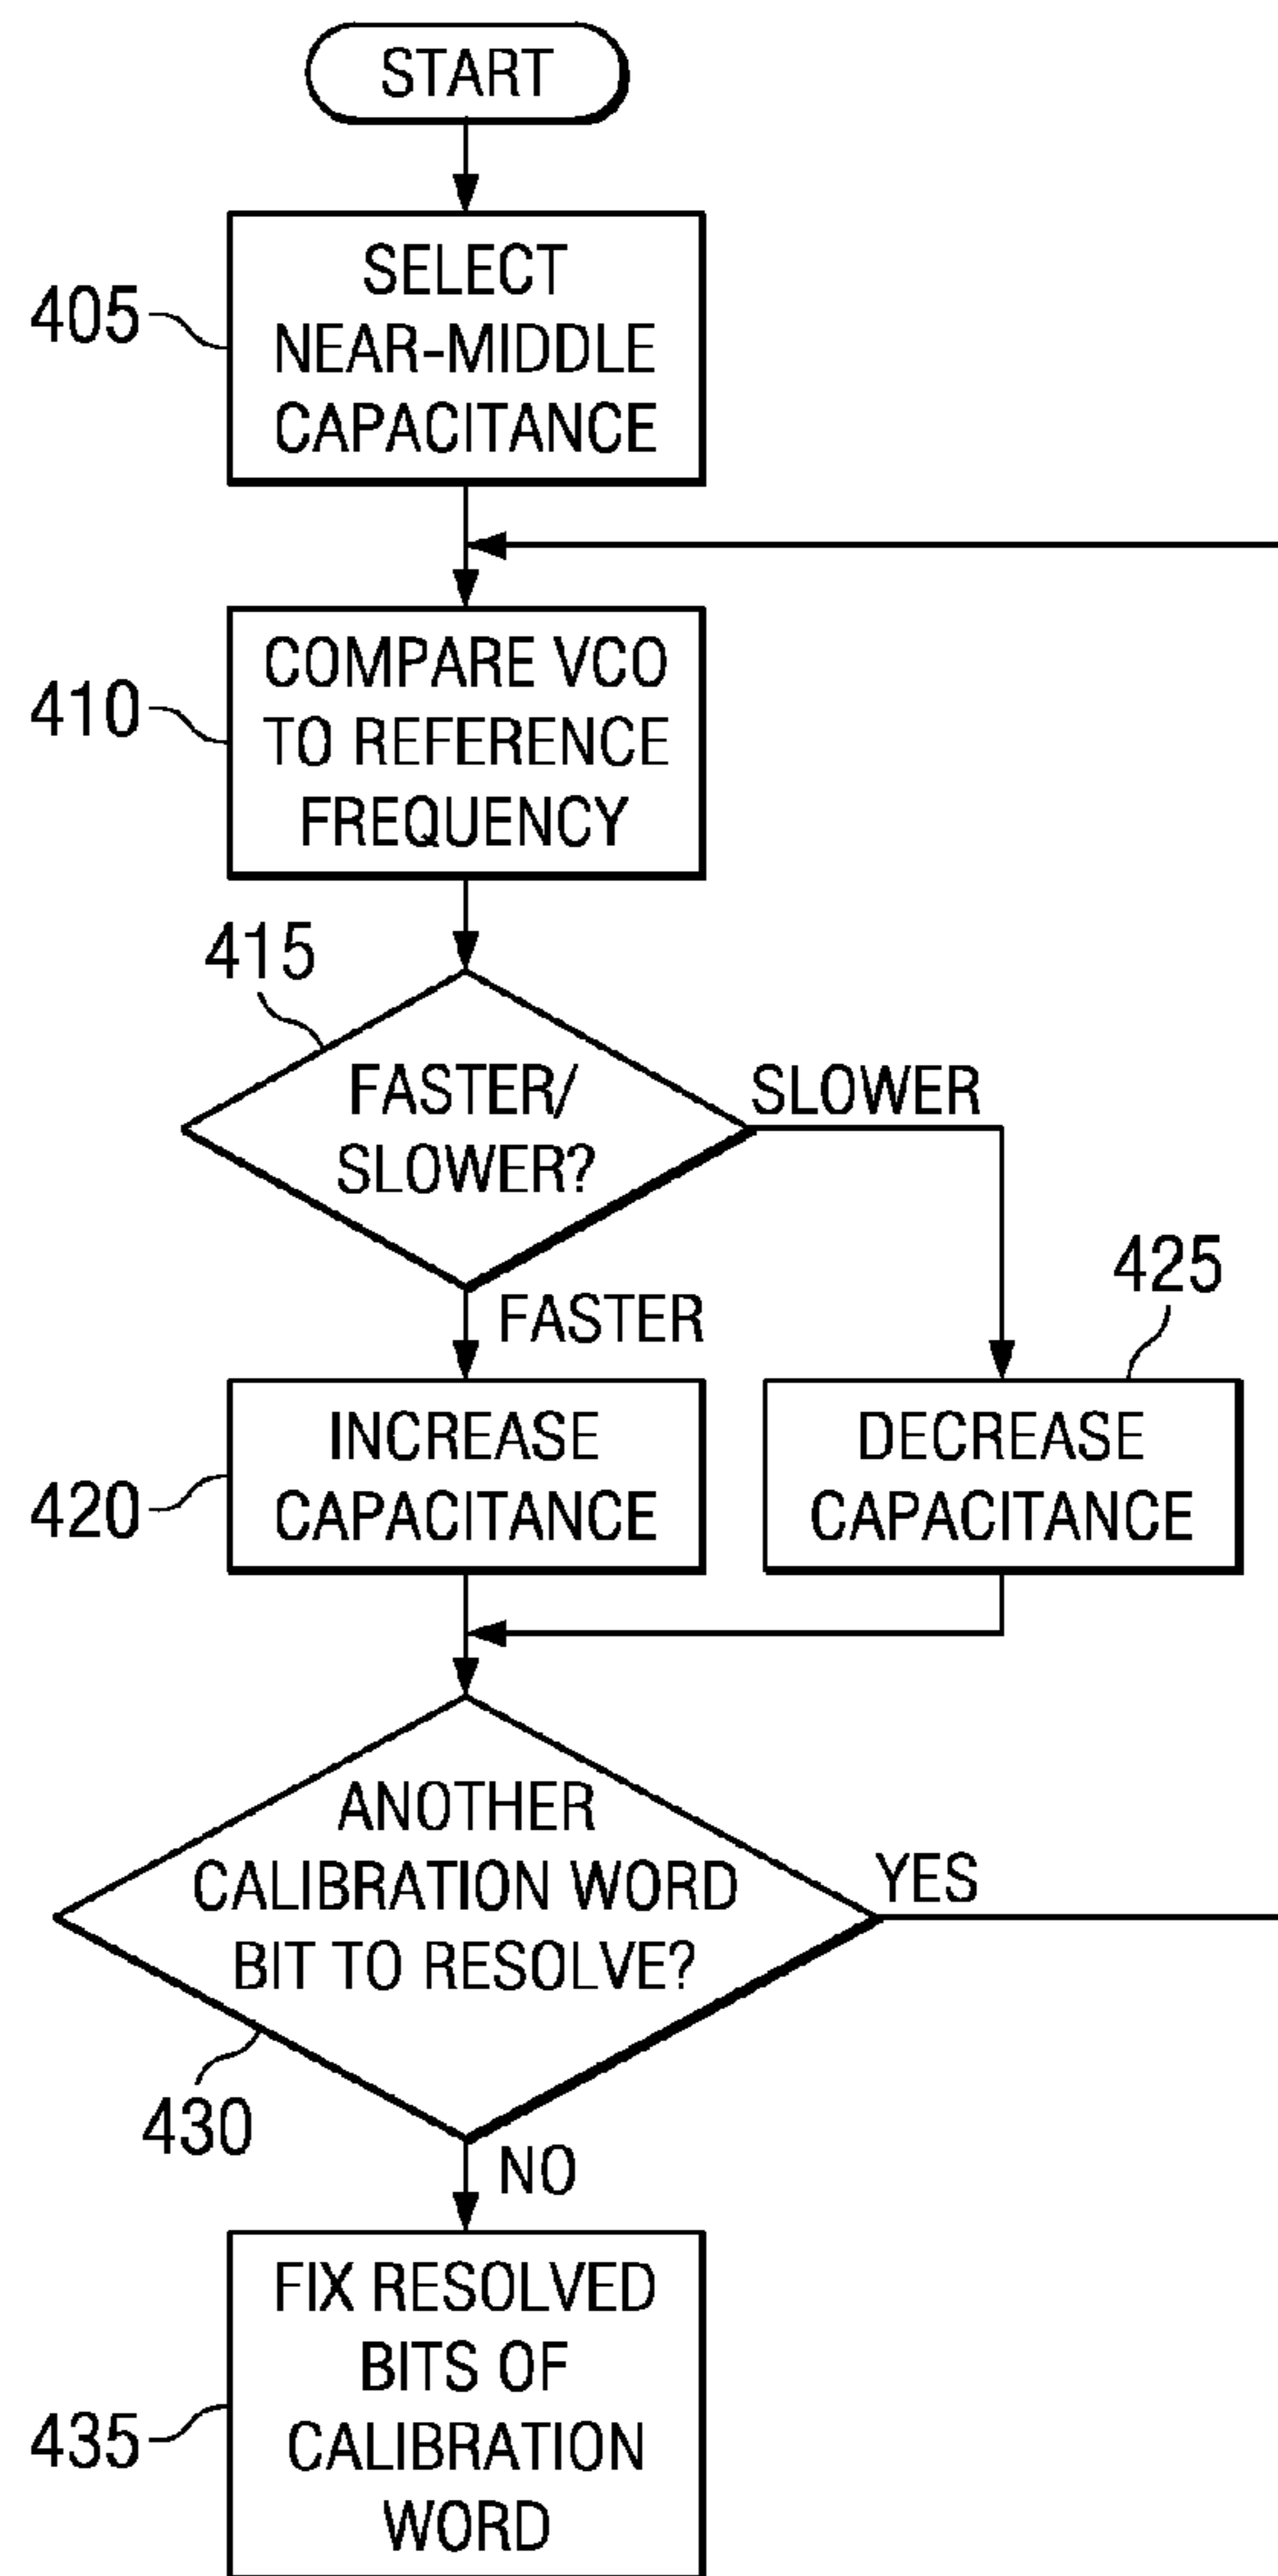 START
405
SELECT
NEAR-MIDDLE
CAPACITANCE
410
COMPARE VCO
TO REFERENCE
FREQUENCY
415
FASTER/
SLOWER?
SLOWER
FASTER
425
420
INCREASE
CAPACITANCE
DECREASE
CAPACITANCE
ANOTHER
CALIBRATION WORD
BIT TO RESOLVE?
YES
430
NO
435
FIX RESOLVED
BITS OF
CALIBRATION
WORD